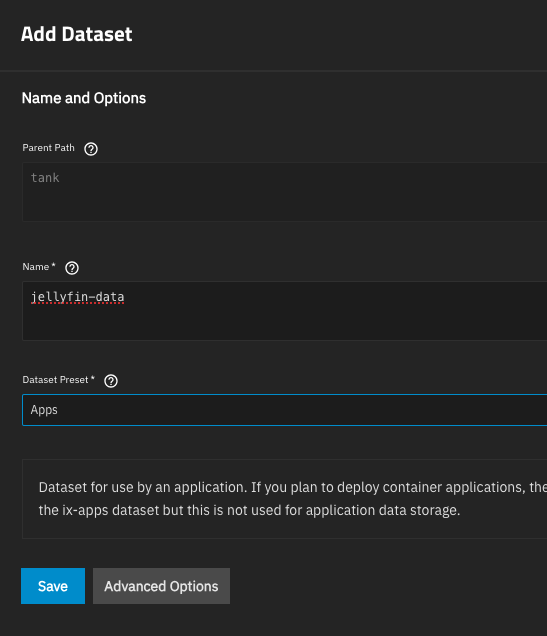 Add Dataset
Name and Options
Parent Path
tank
Name *
jellyfin-data
Dataset Preset *
Apps
Dataset for use by an application. If you plan to deploy container applications, the
the ix-apps dataset but this is not used for application data storage.
Save Advanced Options